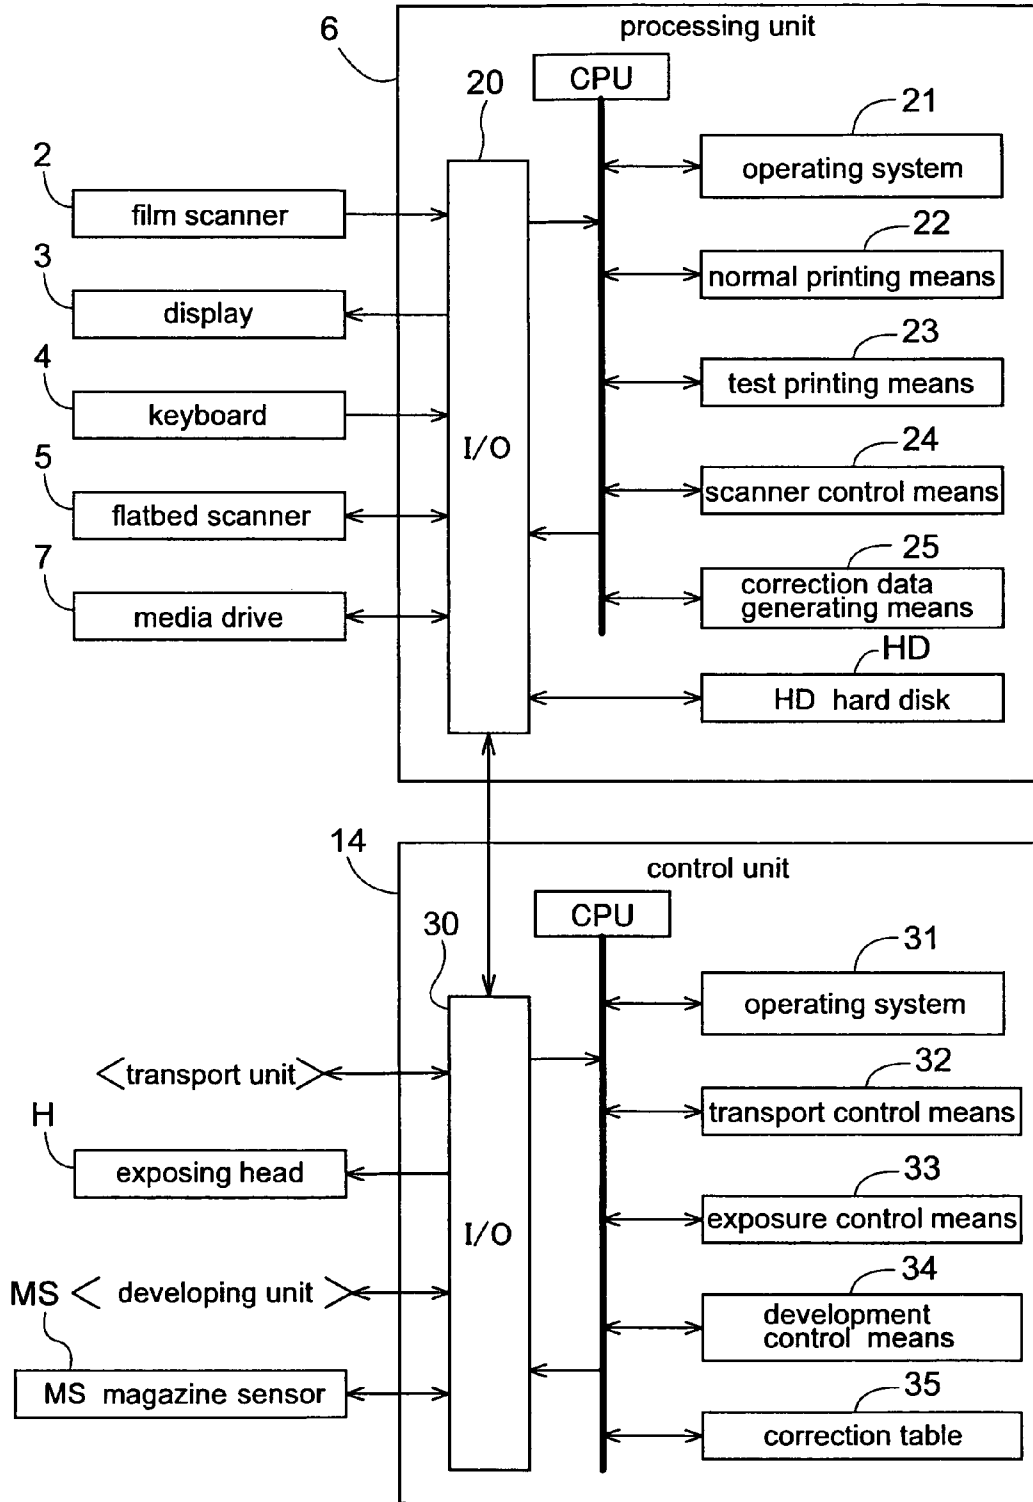 processing unit
6
CPU
20
21
operating system
2
film scanner
22
normal printing means
3
display
23
test printing means
4
keyboard
I/O
24
scanner control means
5
flatbed scanner
25
correction data
generating means
7
media drive
HD
HD hard disk
14
control unit
CPU
30
31
operating system
transport unit
32
transport control means
H
exposing head
33
exposure control means
I/O
MS
developing unit
34
development
control means
MS magazine sensor
35
correction table